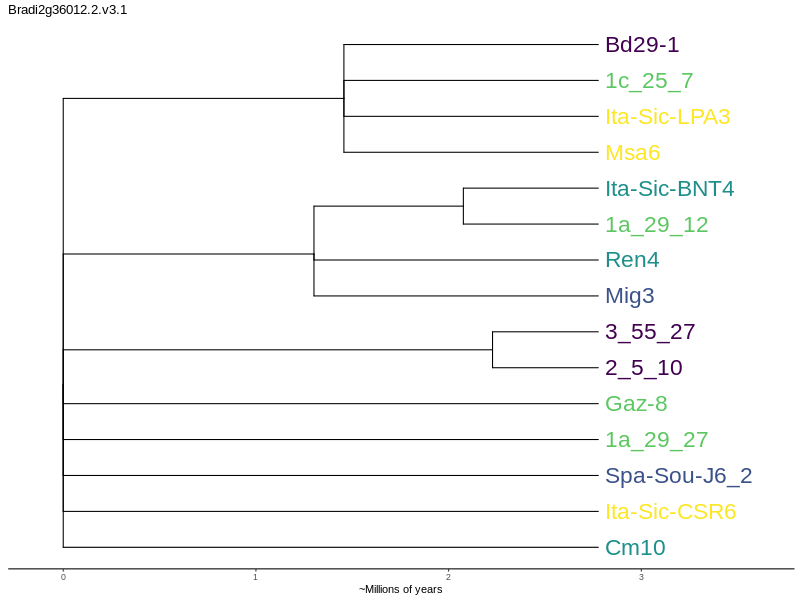 Bradi2g36012.2.v3.1
Bd29-1
1c_25_7
Ita-Sic-LPA3
Msa6
Ita-Sic-BNT4
1a_29_12
Ren4
Mig3
3_55_27
2_5_10
Gaz-8
1a_29_27
Spa-Sou-J6_2
Ita-Sic-CSR6
Cm10
0 1 2 3
~Millions of years